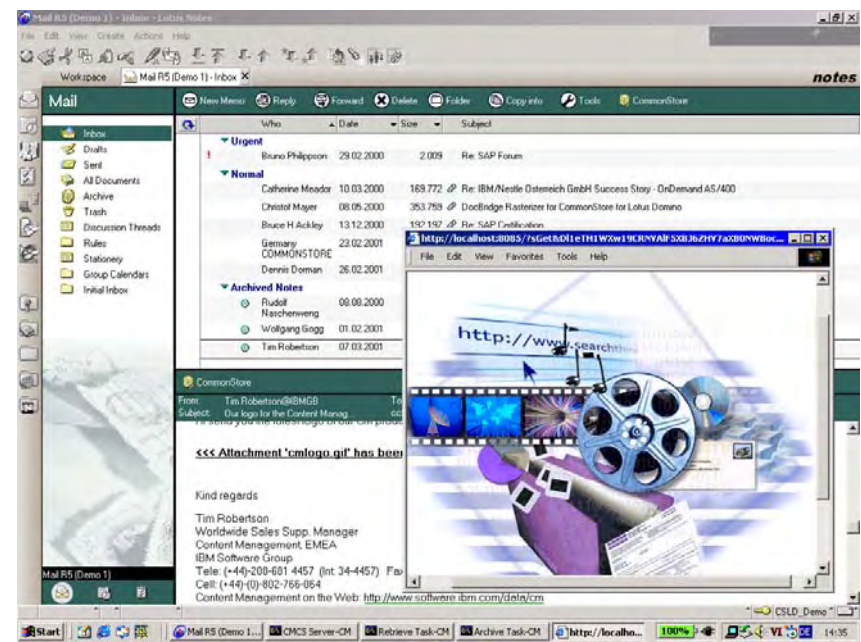 Mail R5 (Demo 1) - Inbox - Lotus Notes
File Edit View Create Actions Help
Workspace Mail R5 (Demo 1) - Inbox X
notes
Mail
New Memo Reply Forward Delete Folder Copy into Tools CommonStore
Who Date Size Subject
Inbox
Drafts
Sent
All Documents
Archive
Trash
Discussion Threads
Rules
Stationery
Group Calendars
Initial Inbox
Urgent
! Bruno Philippson 29.02.2000 2.009 Re: SAP Forum
Normal
Catherine Meador 10.03.2000 169.772 Re: IBM/Nestle Osterreich GmbH Success Story - OnDemand AS/400
Christof Mayer 08.05.2000 353.759 DocBridge Rasterizer for CommonStore for Lotus Domino
Bruce H Ackley 13.12.2000 192.192 Re: SAP Certification
Germany 23.02.2001
COMMONSTORE
Dennis Dorman 26.02.2001
Archived Notes
Rudolf 08.08.2000
Naschenweng
Wolfgang Gogg 01.02.2001
Tim Robertson 07.03.2001
File Edit View Favorites Tools Help
http://www.searchthe
CommonStore
From: Tim Robertson@IBMGB To
Subject: Our logo for the Content Manag... cc:
<<< Attachment 'cmlogo.gif' has been
Kind regards
Tim Robertson
Worldwide Sales Supp. Manager
Content Management, EMEA
IBM Software Group
Tele: (+44)-208-681 4457 (Int. 34-4457) Fa
Cell: (+44)-(0)-802-766-064
Content Management on the Web: http://www.software.ibm.com/data/cm
Mail R5 (Demo 1)
CSLD_Demo
Start Mail R5 (Demo 1... CMCS Server-CM Retrieve Task-CM Archive Task-CM http://localho... 100% VI DE 14:35